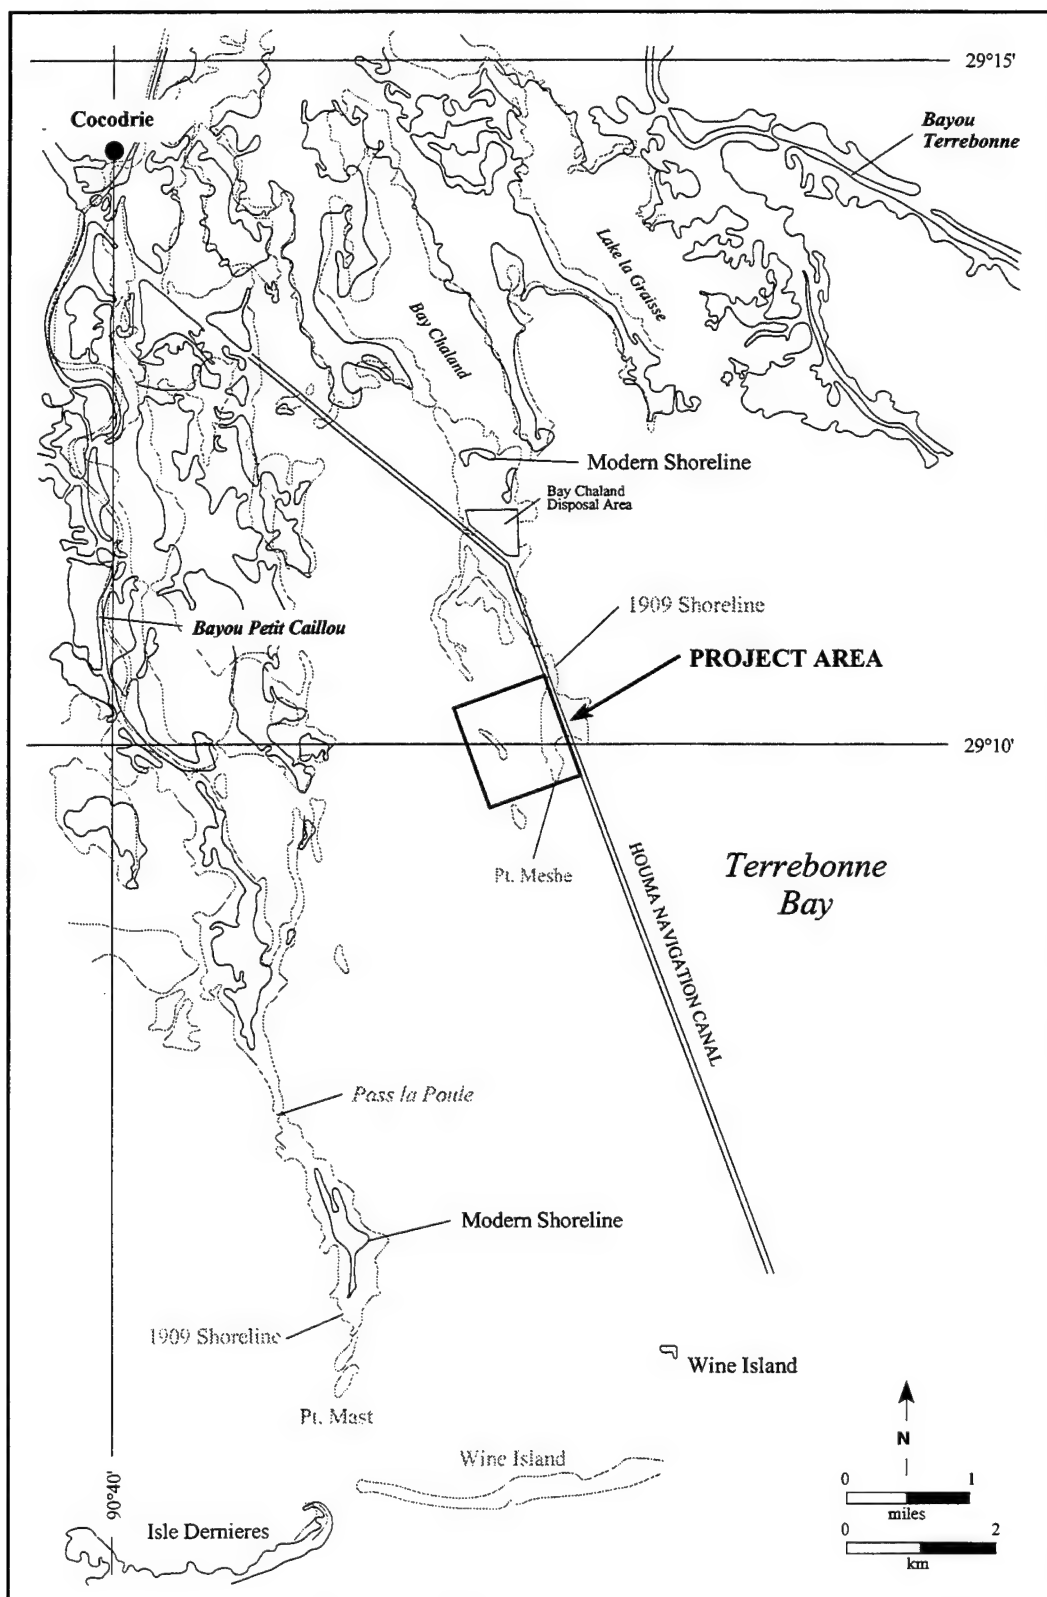 29°15'
Cocodrie
Bayou
Terrebonne
Lake la Graisse
Bay Chaland
Modern Shoreline
Bay Chaland
Disposal Area
1909 Shoreline
Bayou Petit Caillou
PROJECT AREA
29°10'
HOUMA NAVIGATION CANAL
Terrebonne
Bay
Pt. Meshe
Pass la Poule
Modern Shoreline
1909 Shoreline
Wine Island
Pt. Mast
Wine Island
N
90°40'
Isle Dernieres
0 1
miles
0 2
km